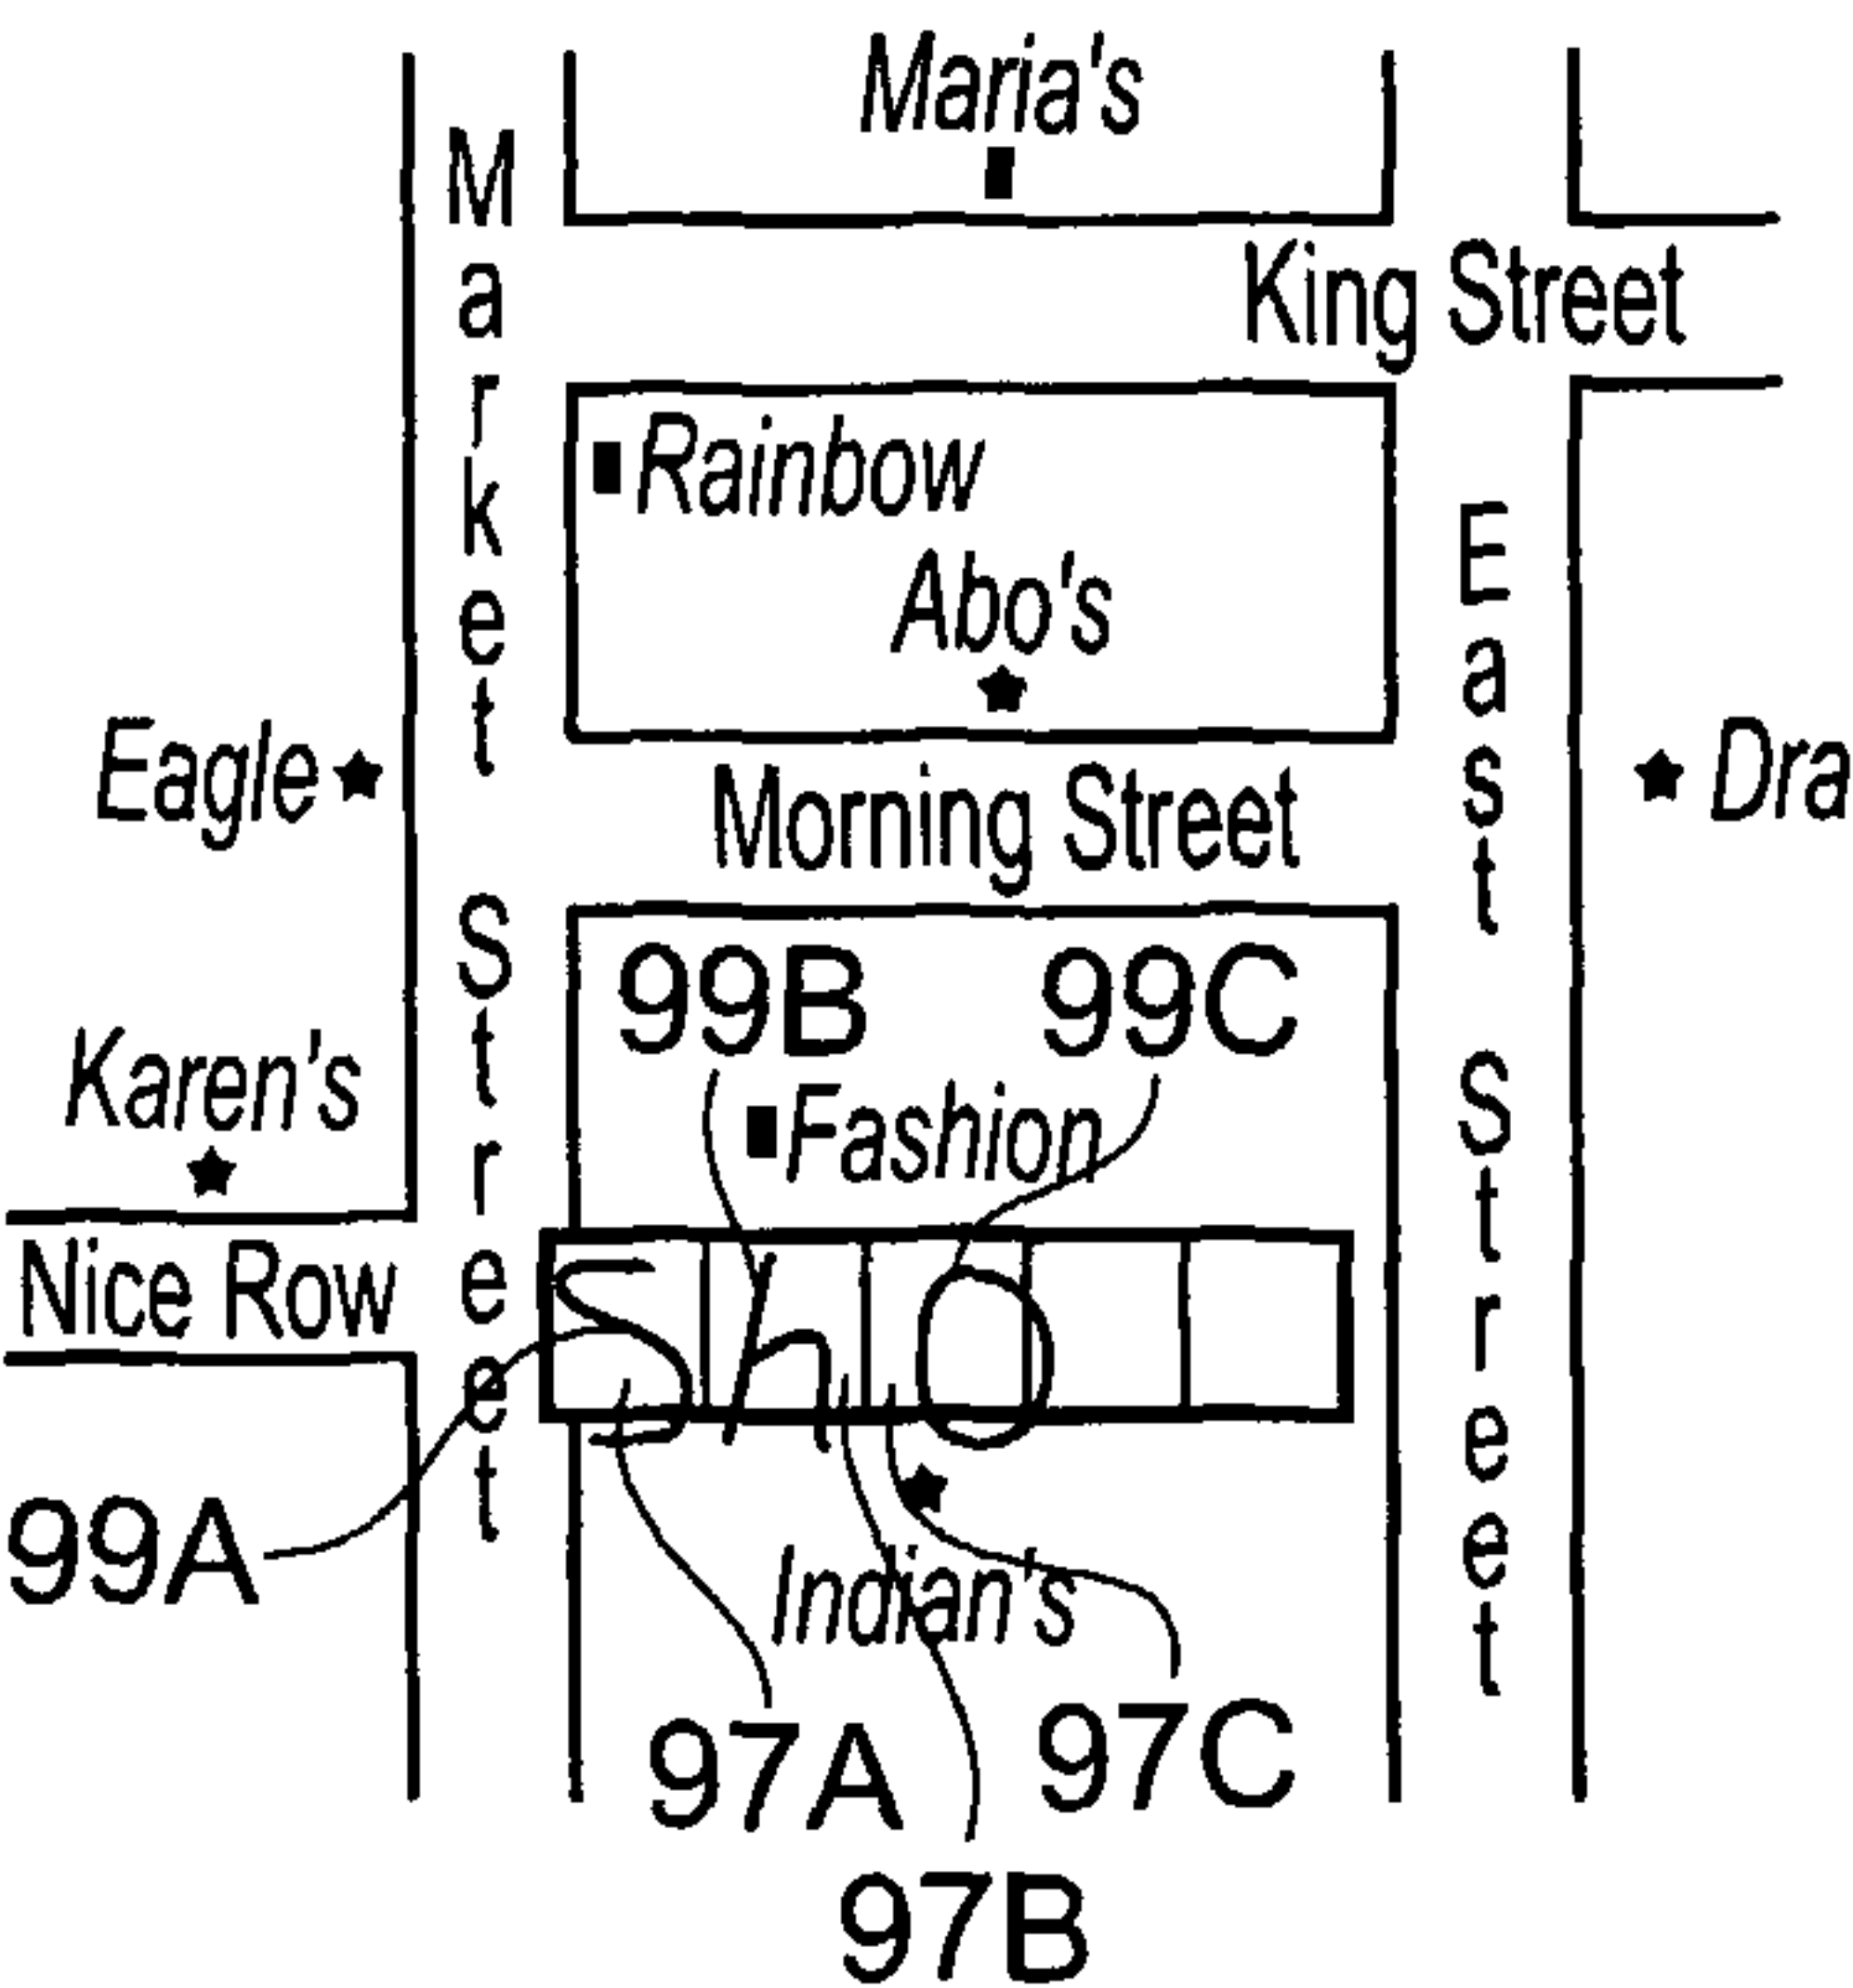 Maria's
Market Street
King Street
Rainbow
Abo's
East Street
Eagle
Dra
Morning Street
99B
99C
Karen's
Fashion
Nice Row
sho
99A
Indian's
97A
97C
97B